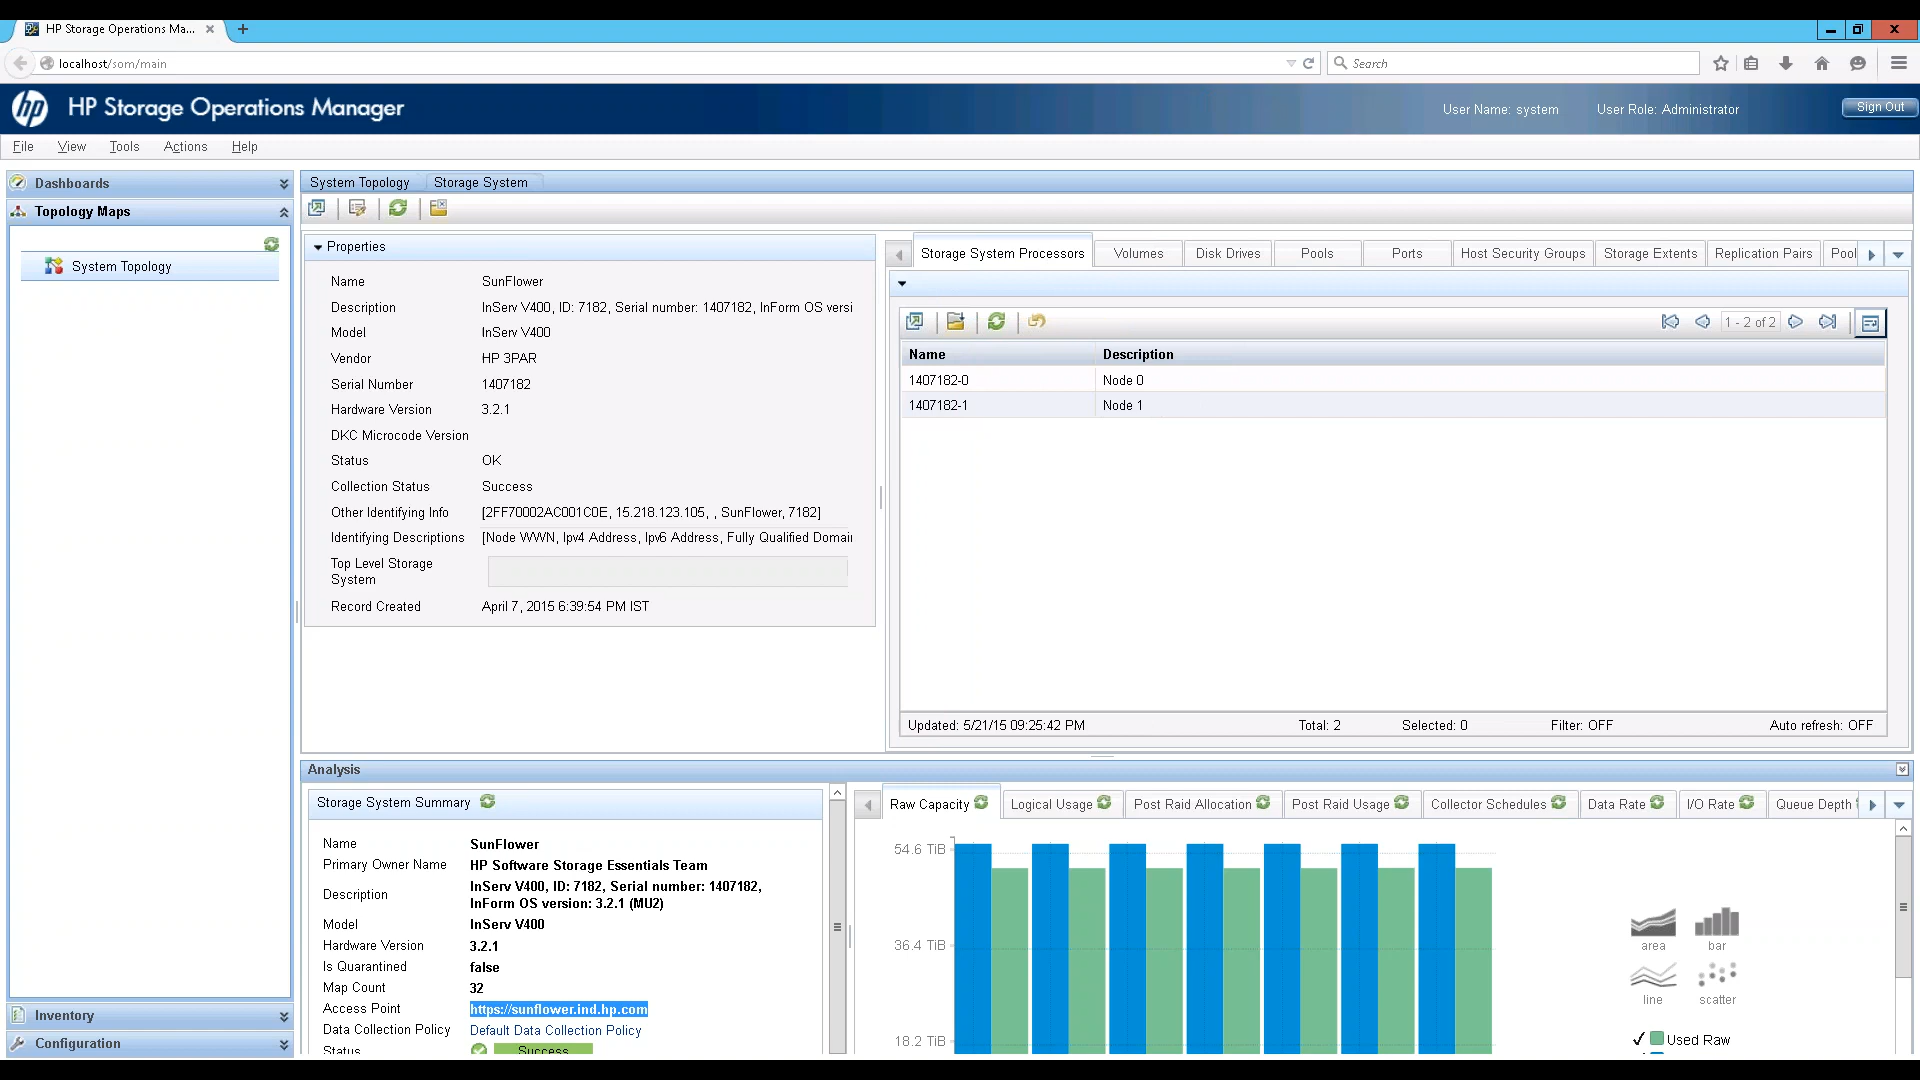 HP Storage Operations Ma...
localhost/som/main
Search
hp HP Storage Operations Manager
User Name: system
User Role: Administrator
Sign Out
File View Tools Actions Help
Dashboards
Topology Maps
System Topology
Inventory
Configuration
System Topology Storage System
Properties
Name SunFlower
Description InServ V400, ID: 7182, Serial number: 1407182, InForm OS versi
Model InServ V400
Vendor HP 3PAR
Serial Number 1407182
Hardware Version 3.2.1
DKC Microcode Version
Status OK
Collection Status Success
Other Identifying Info [2FF70002AC001C0E, 15.218.123.105, , SunFlower, 7182]
Identifying Descriptions [Node WWN, Ipv4 Address, Ipv6 Address, Fully Qualified Domai
Top Level Storage
System
Record Created April 7, 2015 6:39:54 PM IST
Storage System Processors Volumes Disk Drives Pools Ports Host Security Groups Storage Extents Replication Pairs Pool
1 - 2 of 2
Name Description
1407182-0 Node 0
1407182-1 Node 1
Updated: 5/21/15 09:25:42 PM Total: 2 Selected: 0 Filter: OFF Auto refresh: OFF
Analysis
Storage System Summary
Name SunFlower
Primary Owner Name HP Software Storage Essentials Team
Description InServ V400, ID: 7182, Serial number: 1407182,
InForm OS version: 3.2.1 (MU2)
Model InServ V400
Hardware Version 3.2.1
Is Quarantined false
Map Count 32
Access Point https://sunflower.ind.hp.com
Data Collection Policy Default Data Collection Policy
Status Success
Raw Capacity Logical Usage Post Raid Allocation Post Raid Usage Collector Schedules Data Rate I/O Rate Queue Depth
54.6 TiB
36.4 TiB
18.2 TiB
area bar
line scatter
Used Raw